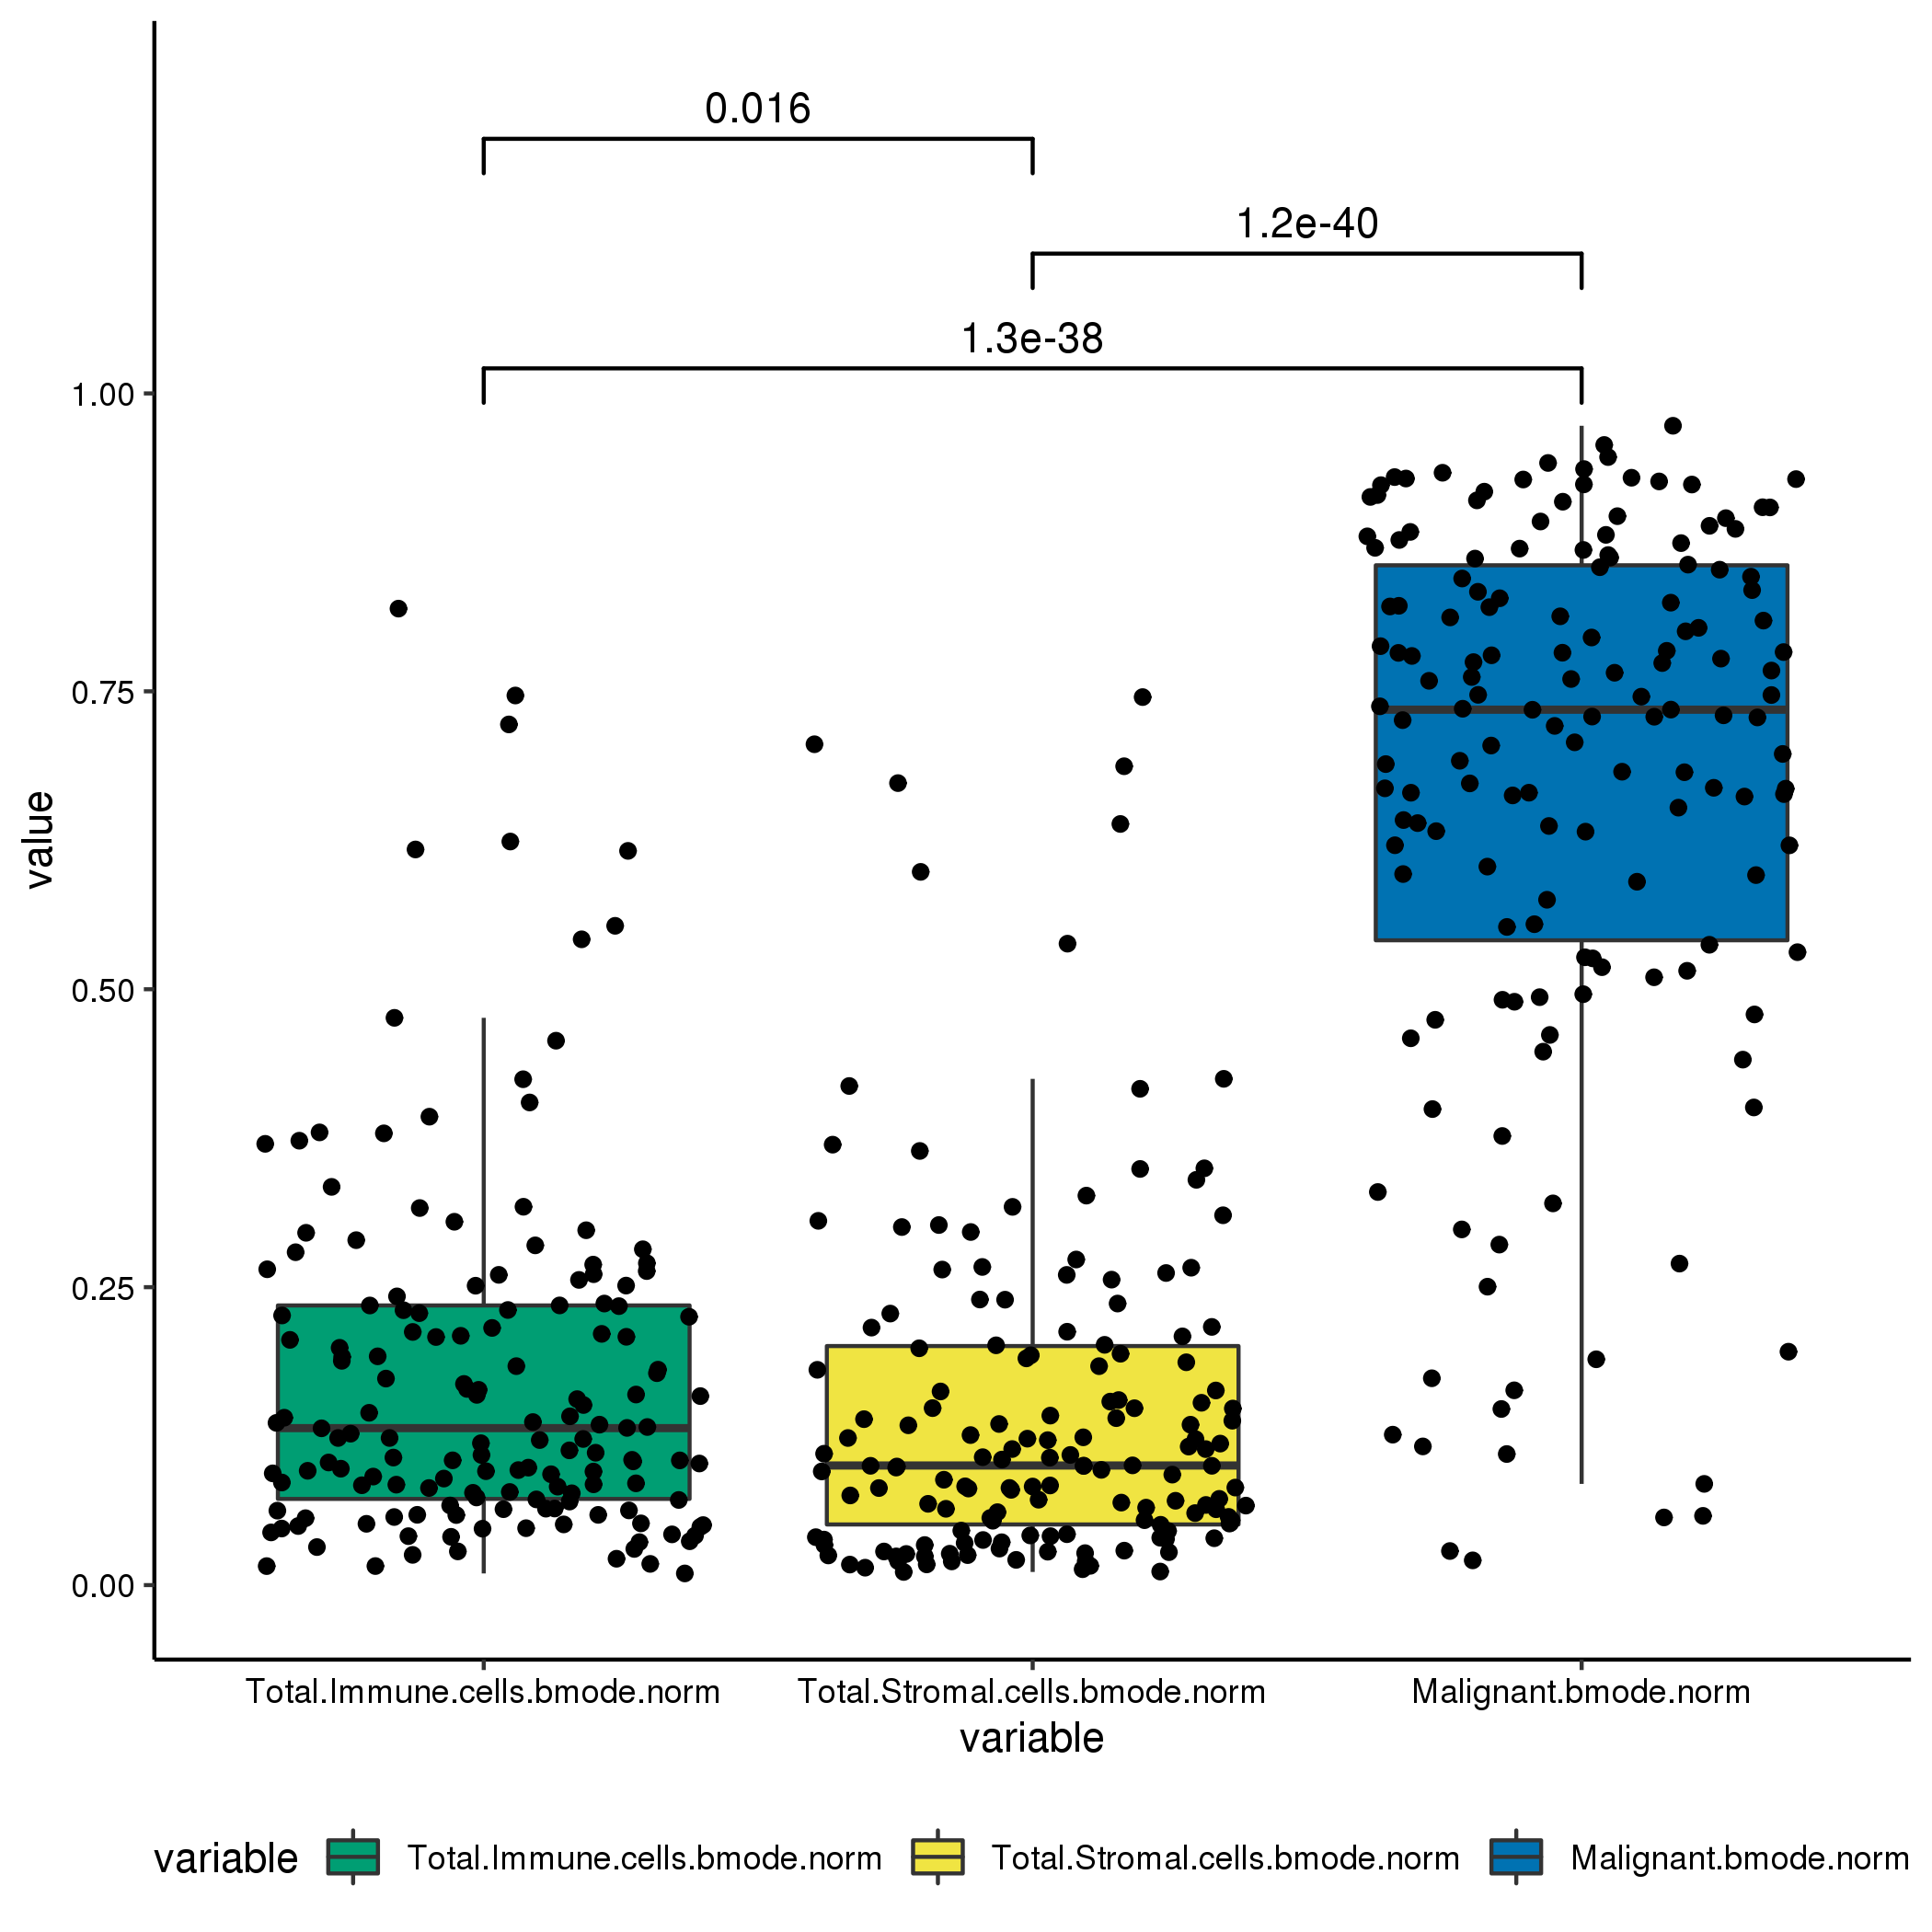 0.016
1.2e-40
1.3e-38
1.00
0.75
0.50
0.25
0.00
value
Total.Immune.cells.bmode.norm Total.Stromal.cells.bmode.norm Malignant.bmode.norm
variable
variable Total.Immune.cells.bmode.norm Total.Stromal.cells.bmode.norm Malignant.bmode.norm